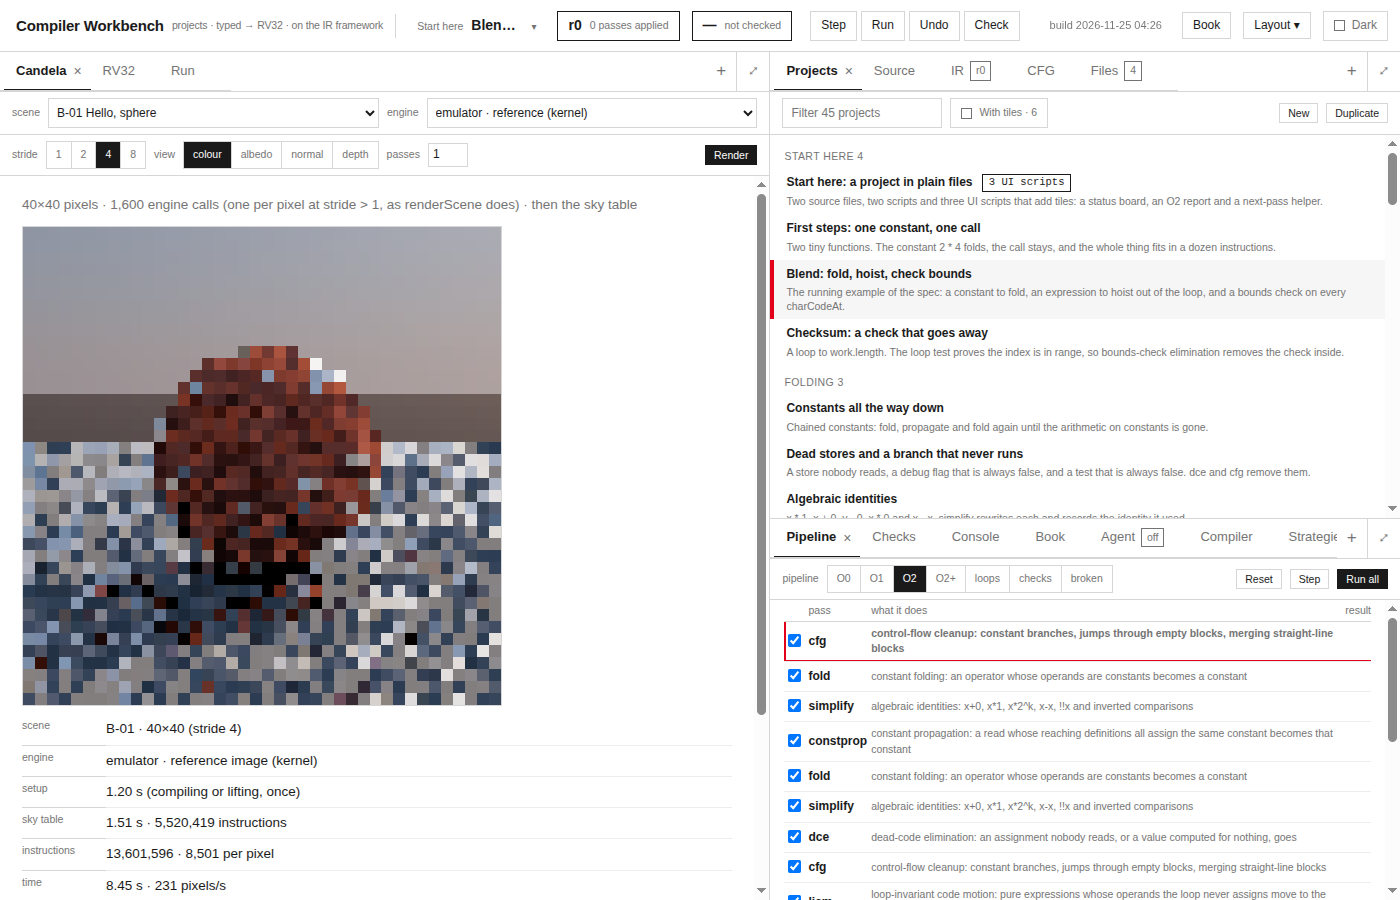 Compiler Workbench projects · typed → RV32 · on the IR framework Start here Blen… ▾ r0 0 passes applied — not checked Step Run Undo Check build 2026-11-25 04:26 Book Layout ▾ Dark
Candela × RV32 Run +
scene B-01 Hello, sphere engine emulator · reference (kernel)
stride 1 2 4 8 view colour albedo normal depth passes 1 Render
40×40 pixels · 1,600 engine calls (one per pixel at stride > 1, as renderScene does) · then the sky table
scene B-01 · 40×40 (stride 4)
engine emulator · reference image (kernel)
setup 1.20 s (compiling or lifting, once)
sky table 1.51 s · 5,520,419 instructions
instructions 13,601,596 · 8,501 per pixel
time 8.45 s · 231 pixels/s
Projects × Source IR r0 CFG Files 4 +
Filter 45 projects With tiles · 6 New Duplicate
START HERE 4
Start here: a project in plain files 3 UI scripts
Two source files, two scripts and three UI scripts that add tiles: a status board, an O2 report and a next-pass helper.
First steps: one constant, one call
Two tiny functions. The constant 2 * 4 folds, the call stays, and the whole thing fits in a dozen instructions.
Blend: fold, hoist, check bounds
The running example of the spec: a constant to fold, an expression to hoist out of the loop, and a bounds check on every
charCodeAt.
Checksum: a check that goes away
A loop to work.length. The loop test proves the index is in range, so bounds-check elimination removes the check inside.
FOLDING 3
Constants all the way down
Chained constants: fold, propagate and fold again until the arithmetic on constants is gone.
Dead stores and a branch that never runs
A store nobody reads, a debug flag that is always false, and a test that is always false. dce and cfg remove them.
Algebraic identities
Pipeline × Checks Console Book Agent off Compiler Strategie +
pipeline O0 O1 O2 O2+ loops checks broken Reset Step Run all
pass what it does result
cfg control-flow cleanup: constant branches, jumps through empty blocks, merging straight-line
blocks
fold constant folding: an operator whose operands are constants becomes a constant
simplify algebraic identities: x+0, x*1, x*2^k, x-x, !!x and inverted comparisons
constprop constant propagation: a read whose reaching definitions all assign the same constant becomes that
constant
fold constant folding: an operator whose operands are constants becomes a constant
simplify algebraic identities: x+0, x*1, x*2^k, x-x, !!x and inverted comparisons
dce dead-code elimination: an assignment nobody reads, or a value computed for nothing, goes
cfg control-flow cleanup: constant branches, jumps through empty blocks, merging straight-line blocks
loop-invariant code motion: pure expressions whose operands the loop never assigns move to the